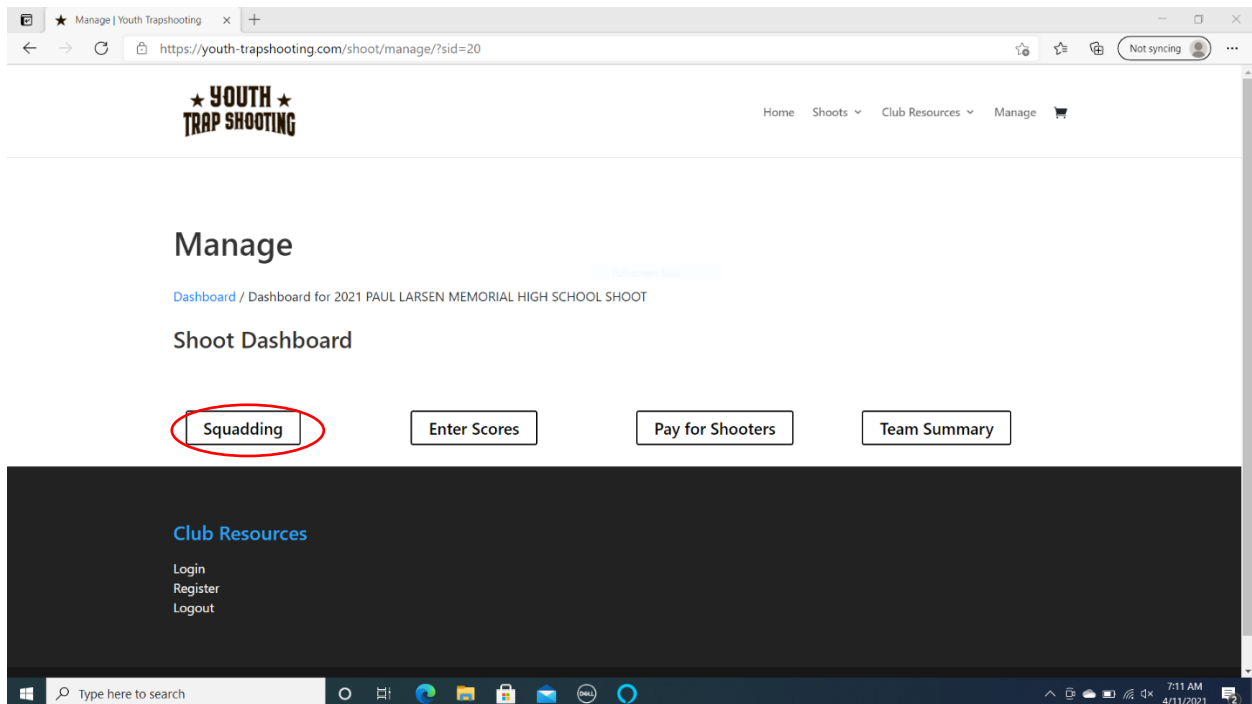 Manage | Youth Trapshooting
https://youth-trapshooting.com/shoot/manage/?sid=20
Not syncing
YOUTH
TRAP SHOOTING
Home Shoots Club Resources Manage
Manage
Dashboard / Dashboard for 2021 PAUL LARSEN MEMORIAL HIGH SCHOOL SHOOT
Shoot Dashboard
Squadding Enter Scores Pay for Shooters Team Summary
Club Resources
Login
Register
Logout
Type here to search
DELL
7:11 AM
4/11/2021
2